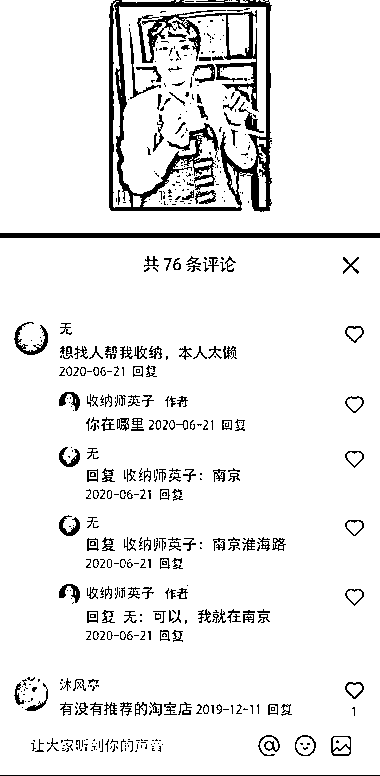 共 76 条评论
无
想找人帮我收纳，本人太懒
2020-06-21 回复
收纳师英子 作者
你在哪里 2020-06-21 回复
无
回复 收纳师英子：南京
2020-06-21 回复
无
回复 收纳师英子：南京淮海路
2020-06-21 回复
收纳师英子 作者
回复 无：可以，我就在南京
2020-06-21 回复
沐风亭
有没有推荐的淘宝店 2019-12-11 回复
1
让大家听到你的声音